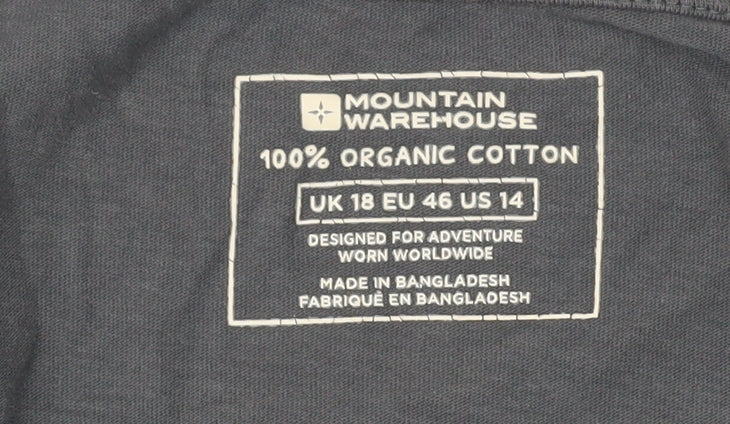 MOUNTAIN
WAREHOUSE
100% ORGANIC COTTON
UK 18 EU 46 US 14
DESIGNED FOR ADVENTURE
WORN WORLDWIDE
MADE IN BANGLADESH
FABRIQUÉ EN BANGLADESH